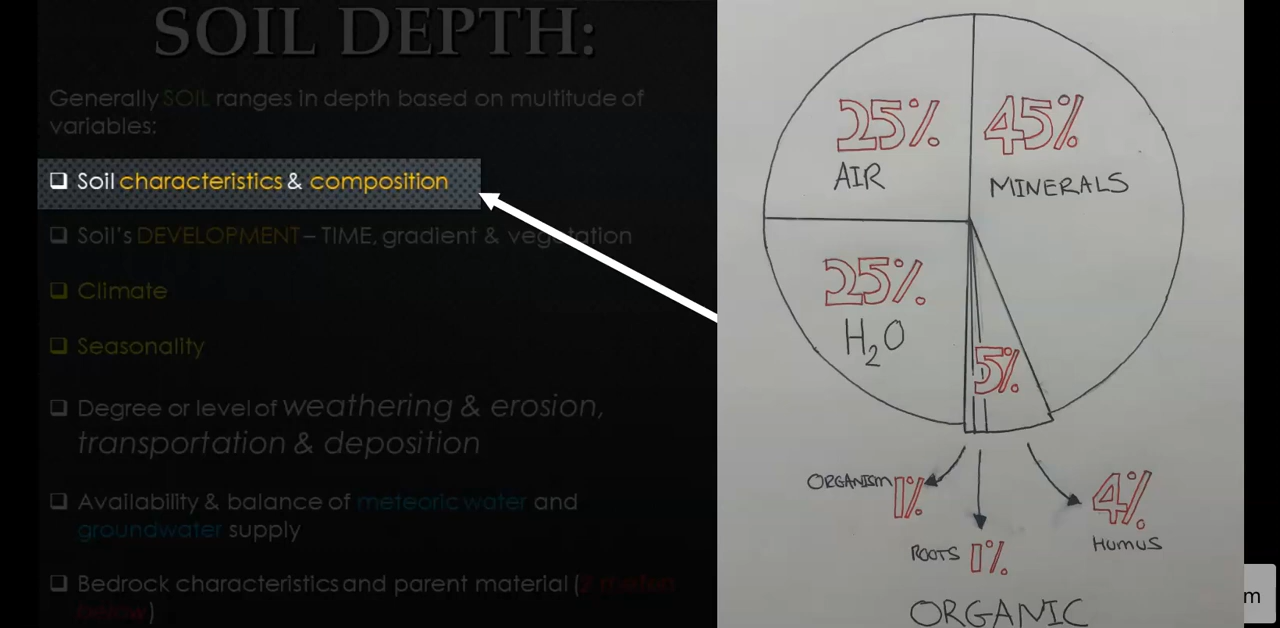 SOIL DEPTH:
Generally SOIL ranges in depth based on multitude of
variables:
❑ Soil characteristics & composition
❑ Soil's DEVELOPMENT – TIME, gradient & vegetation
❑ Climate
❑ Seasonality
❑ Degree or level of weathering & erosion,
transportation & deposition
❑ Availability & balance of meteoric water and
groundwater supply
❑ Bedrock characteristics and parent material (2 meters
below)
25%
AIR
45%
MINERALS
25%
H₂O
5%
ORGANISM 1%
ROOTS 1%
4%
HUMUS
ORGANIC
m